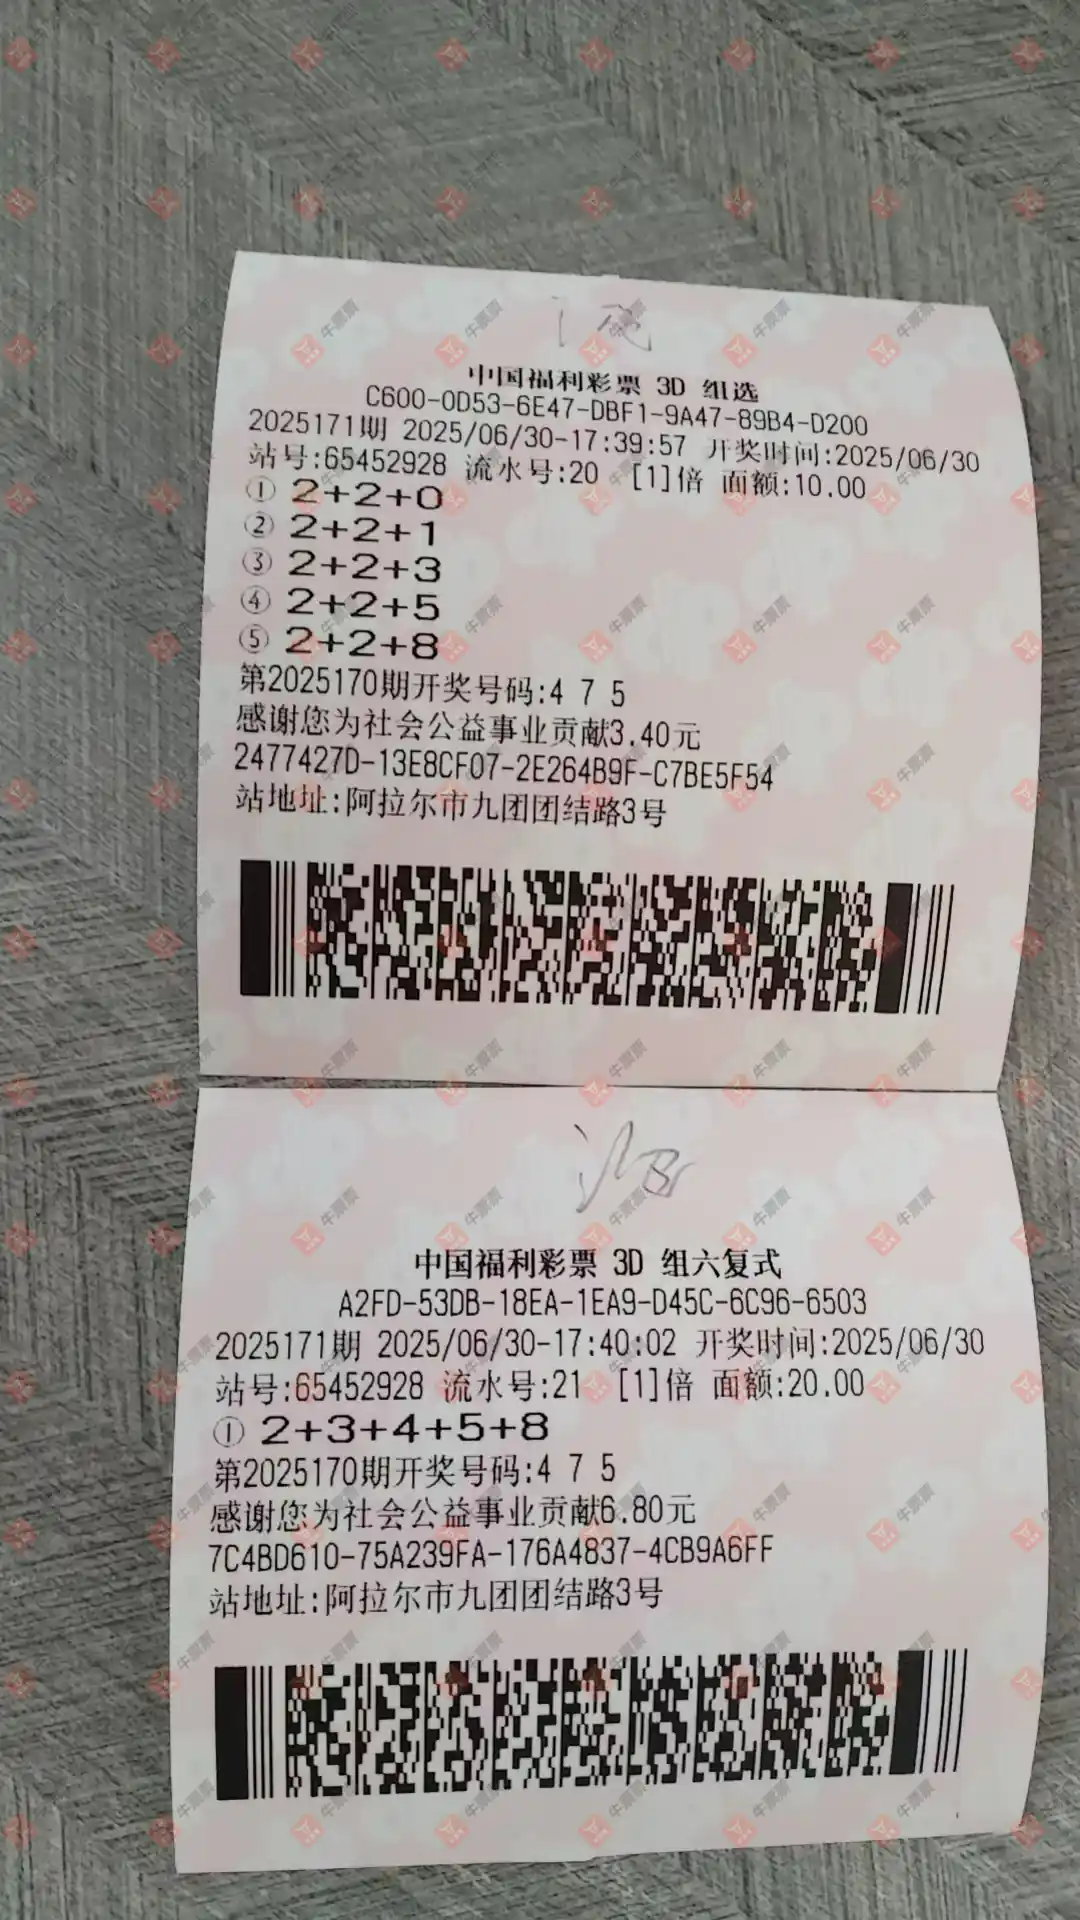 中国福利彩票 3D 组选
C600-0D53-6E47-DBF1-9A47-89B4-D200
2025171期 2025/06/30-17:39:57 开奖时间:2025/06/30
站号:65452928 流水号:20 [1]倍 面额:10.00
① 2+2+0
② 2+2+1
③ 2+2+3
④ 2+2+5
⑤ 2+2+8
第2025170期开奖号码:4 7 5
感谢您为社会公益事业贡献3.40元
2477427D-13E8CF07-2E264B9F-C7BE5F54
站地址:阿拉尔市九团团结路3号
中国福利彩票 3D 组六复式
A2FD-53DB-18EA-1EA9-D45C-6C96-6503
2025171期 2025/06/30-17:40:02 开奖时间:2025/06/30
站号:65452928 流水号:21 [1]倍 面额:20.00
① 2+3+4+5+8
第2025170期开奖号码:4 7 5
感谢您为社会公益事业贡献6.80元
7C4BD610-75A239FA-176A4837-4CB9A6FF
站地址:阿拉尔市九团团结路3号
牛票票